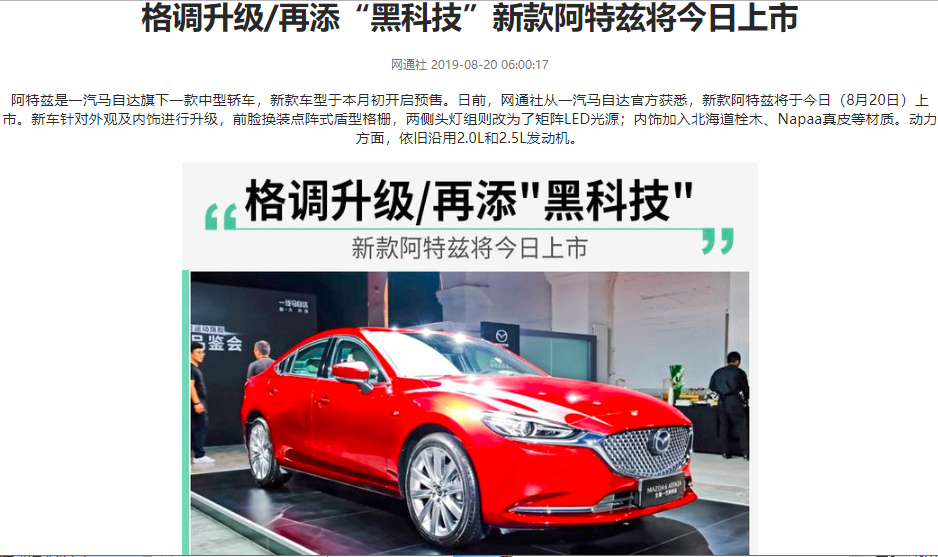 格调升级/再添“黑科技”新款阿特兹将今日上市
网通社 2019-08-20 06:00:17
阿特兹是一汽马自达旗下一款中型轿车，新款车型于本月初开启预售。日前，网通社从一汽马自达官方获悉，新款阿特兹将于今日（8月20日）上
市。新车针对外观及内饰进行升级，前脸换装点阵式盾型格栅，两侧头灯组则改为了矩阵LED光源；内饰加入北海道栓木、Napaa真皮等材质。动力
方面，依旧沿用2.0L和2.5L发动机。
格调升级/再添"黑科技"
新款阿特兹将今日上市
一汽马自达
品鉴会
MAZDA6 ATENZA